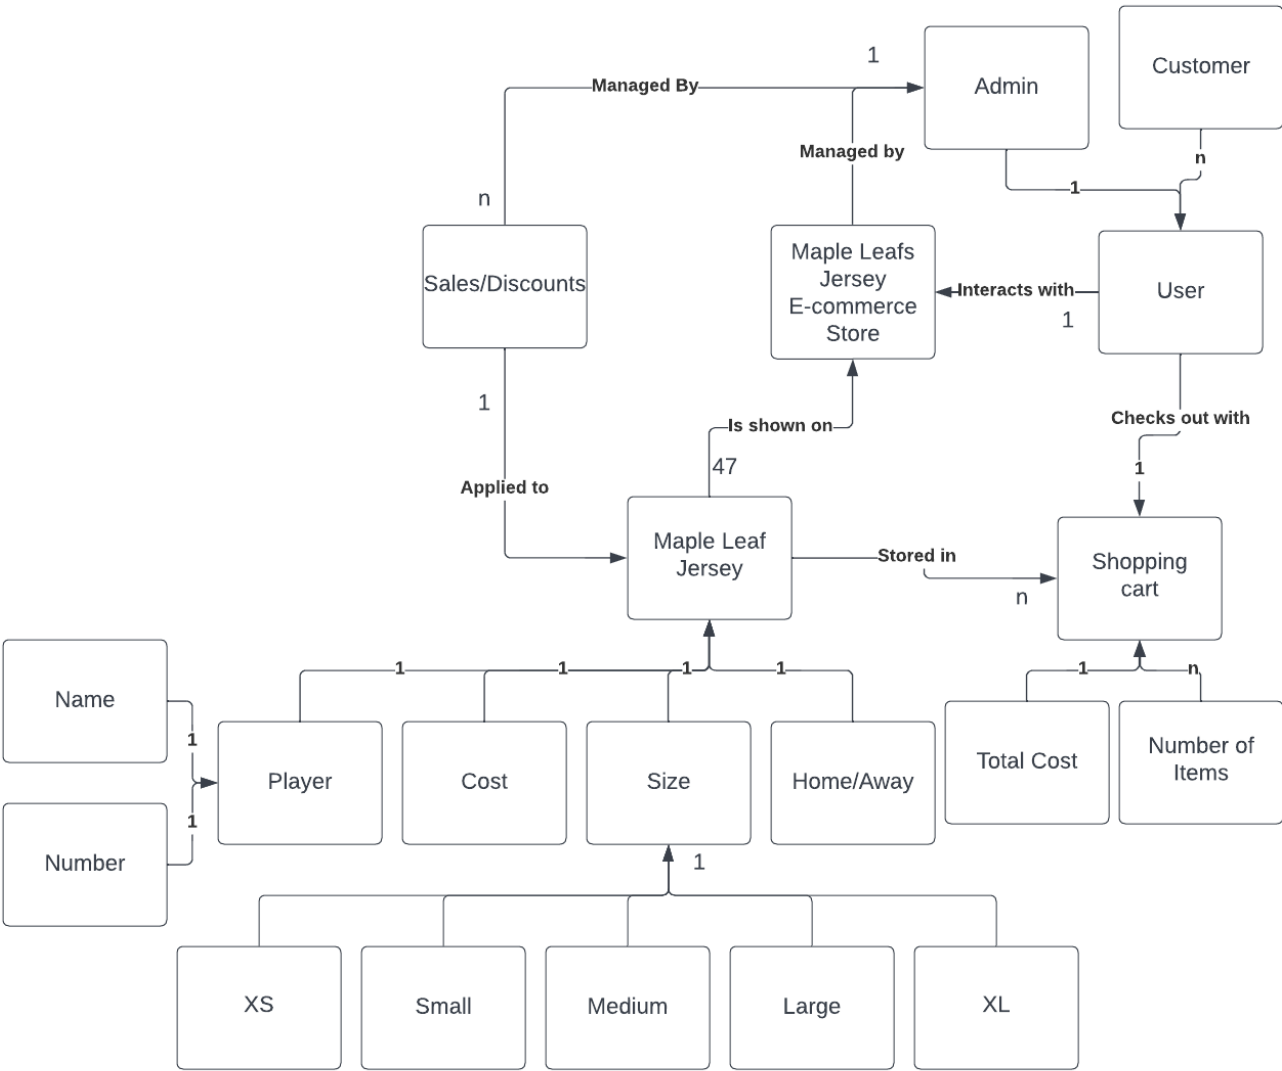 Customer
1
Admin
Managed By
Managed by
n
1
n
Sales/Discounts
Maple Leafs
Jersey
E-commerce
Store
Interacts with
User
1
1
Checks out with
Is shown on
47
1
Applied to
Maple Leaf
Jersey
Stored in
n
Shopping
cart
1
1
1
1
1
n
Name
1
Player
Cost
Size
Home/Away
Total Cost
Number of
Items
1
Number
1
XS
Small
Medium
Large
XL